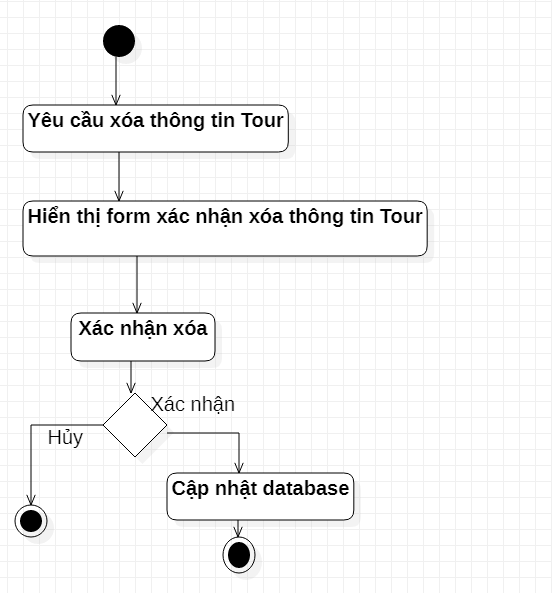 Yêu cầu xóa thông tin Tour
Hiển thị form xác nhận xóa thông tin Tour
Xác nhận xóa
Xác nhận
Hủy
Cập nhật database